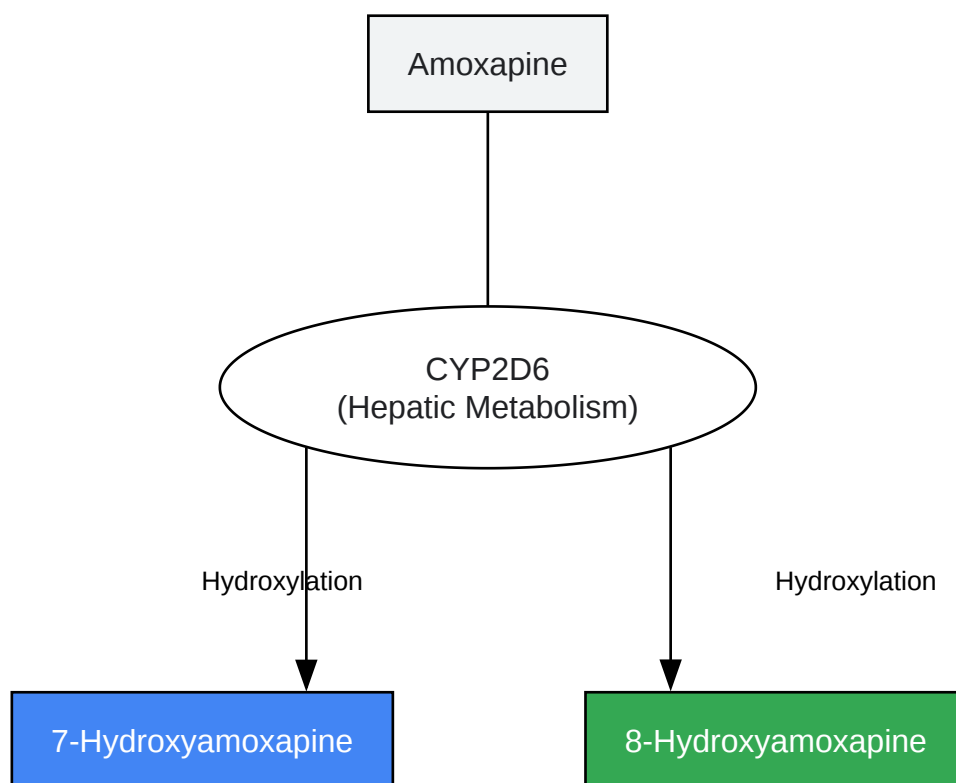 Amoxapine
CYP2D6
(Hepatic Metabolism)
Hydroxylation
Hydroxylation
7-Hydroxyamoxapine
8-Hydroxyamoxapine